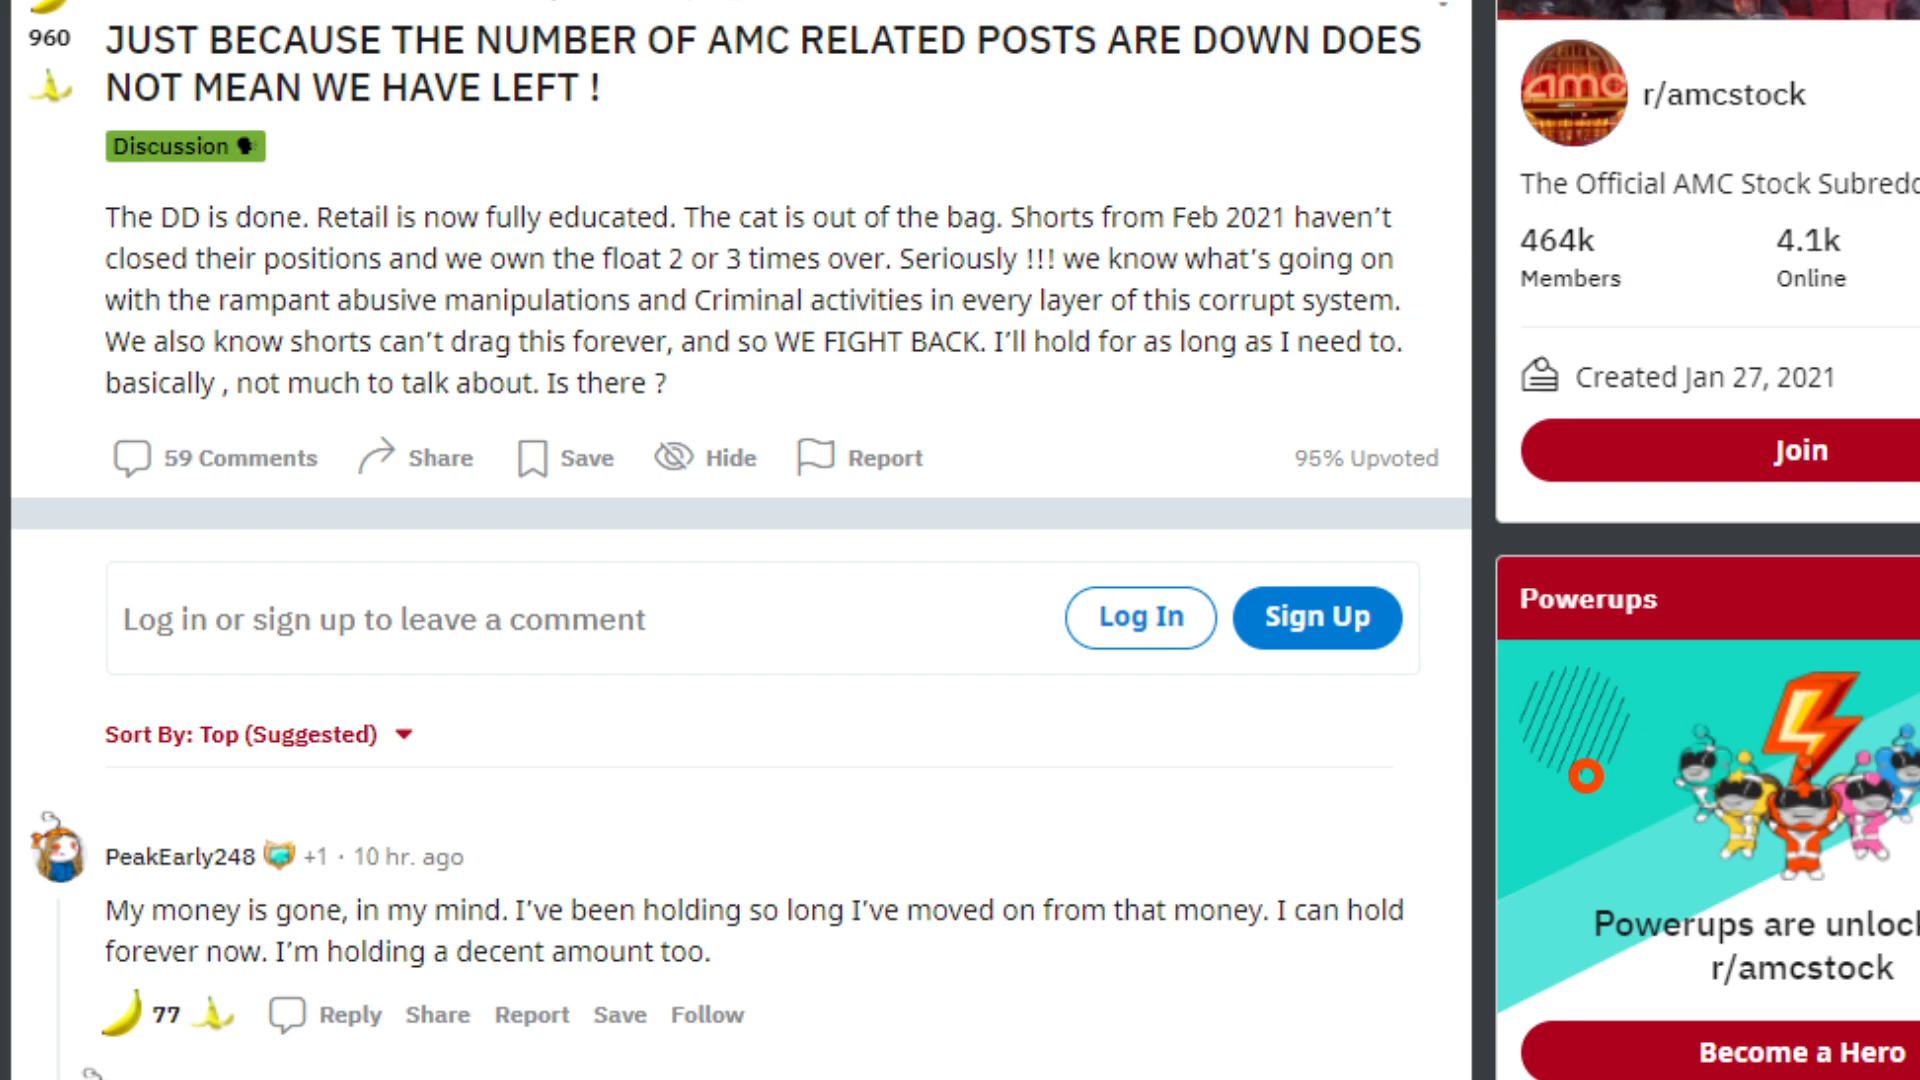 960
JUST BECAUSE THE NUMBER OF AMC RELATED POSTS ARE DOWN DOES
NOT MEAN WE HAVE LEFT !
Discussion
The DD is done. Retail is now fully educated. The cat is out of the bag. Shorts from Feb 2021 haven’t
closed their positions and we own the float 2 or 3 times over. Seriously !!! we know what’s going on
with the rampant abusive manipulations and Criminal activities in every layer of this corrupt system.
We also know shorts can’t drag this forever, and so WE FIGHT BACK. I’ll hold for as long as I need to.
basically , not much to talk about. Is there ?
59 Comments
Share
Save
Hide
Report
95% Upvoted
Log in or sign up to leave a comment
Log In
Sign Up
Sort By: Top (Suggested)
PeakEarly248 +1 · 10 hr. ago
My money is gone, in my mind. I’ve been holding so long I’ve moved on from that money. I can hold
forever now. I’m holding a decent amount too.
77
Reply
Share
Report
Save
Follow
amc
r/amcstock
The Official AMC Stock
464k
Members
4.1k
Online
Created Jan 27, 2021
Join
Powerups
Powerups are
r/amcstock
Become a Hero